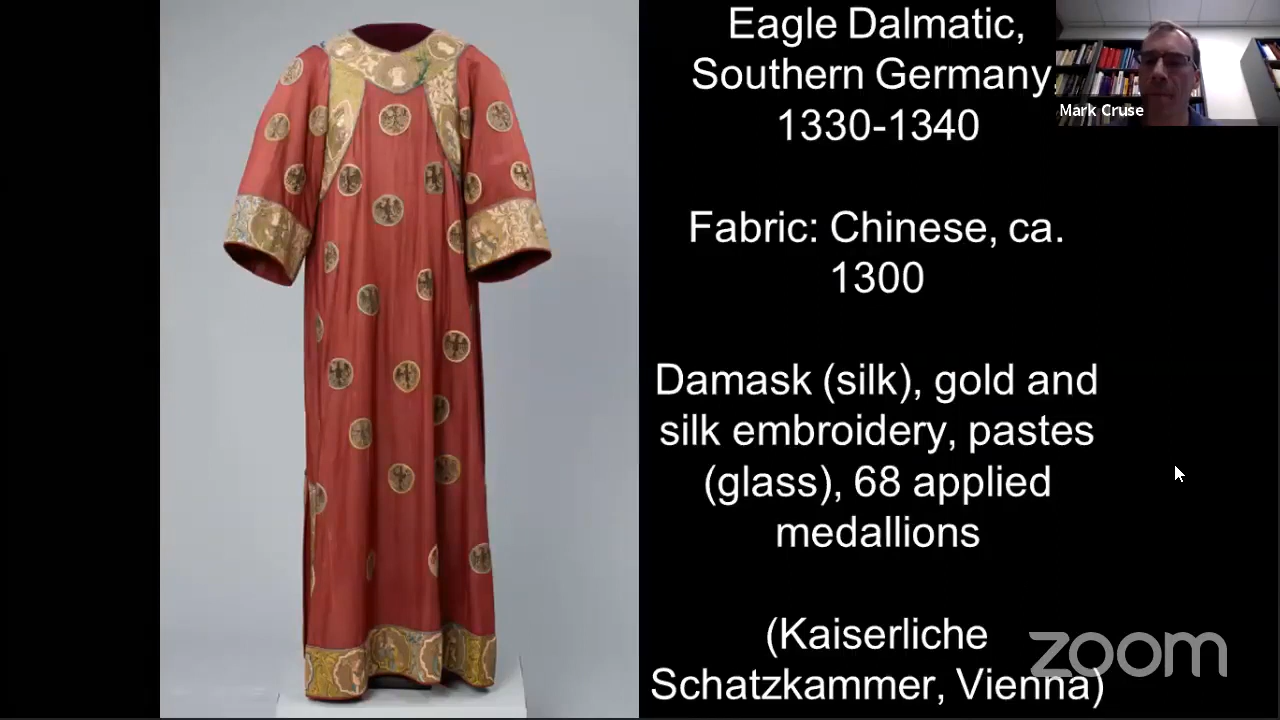 Eagle Dalmatic,
Southern Germany,
1330-1340
Mark Cruse
Fabric: Chinese, ca.
1300
Damask (silk), gold and
silk embroidery, pastes
(glass), 68 applied
medallions
(Kaiserliche
Schatzkammer, Vienna)
zoom